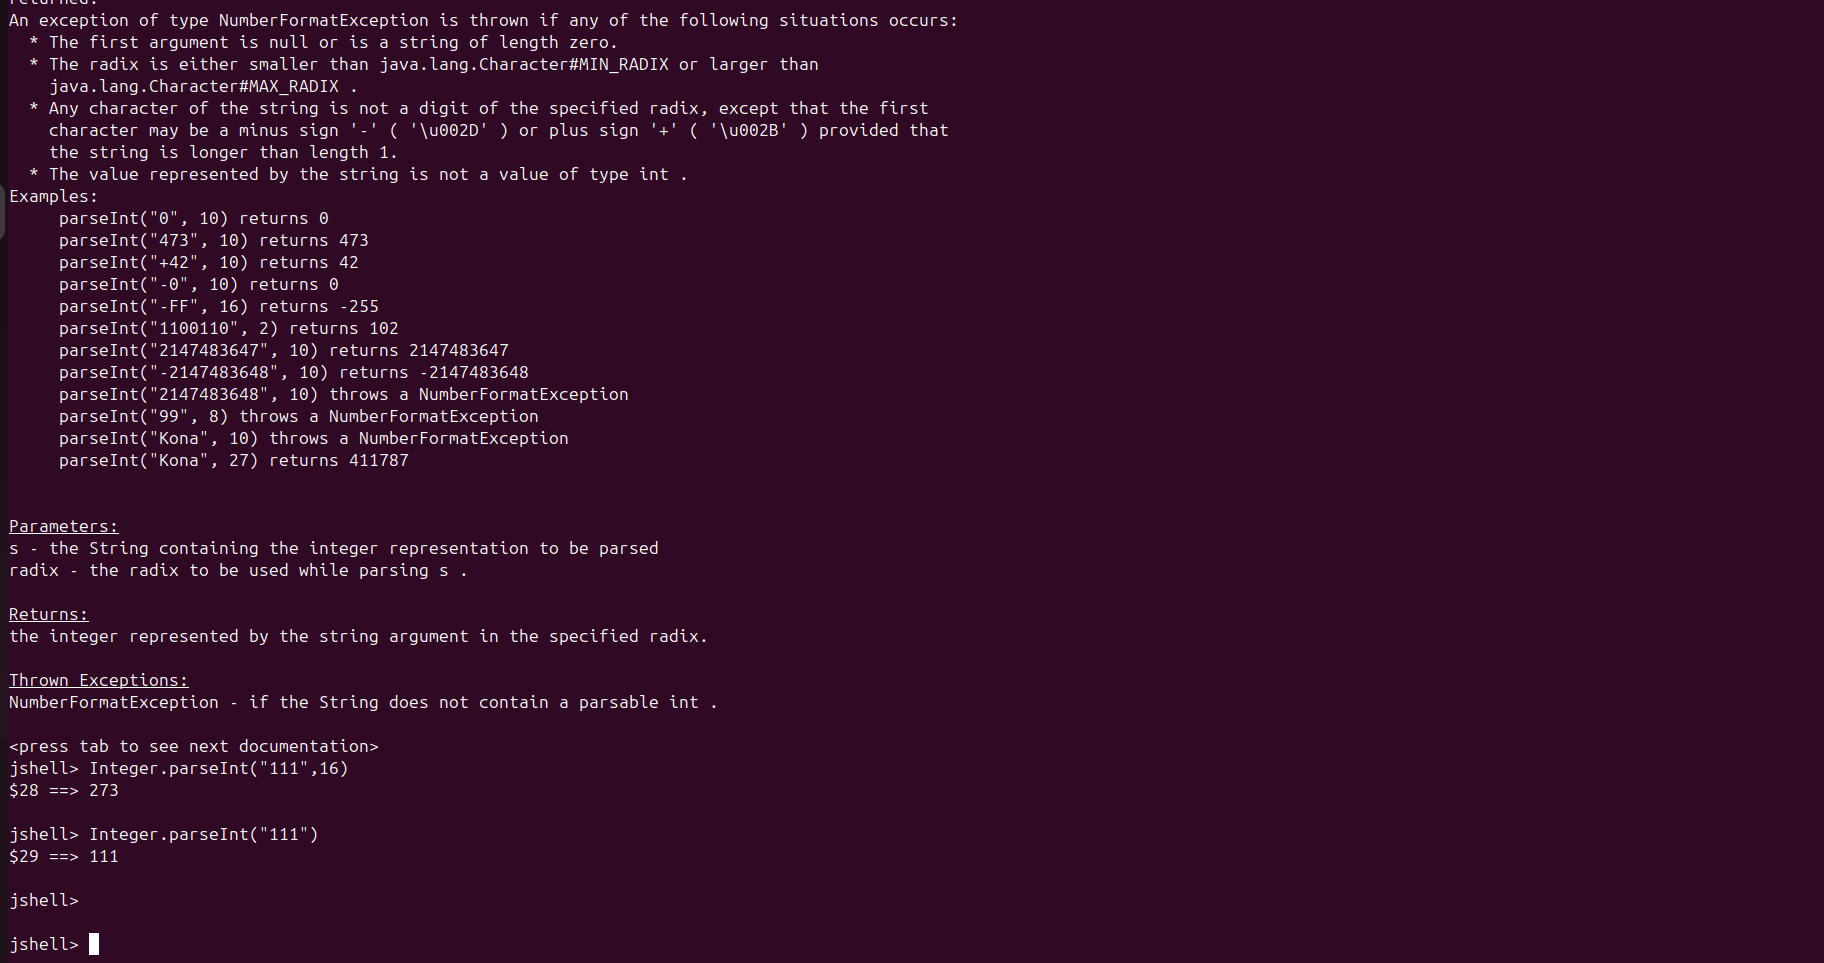 returned:
An exception of type NumberFormatException is thrown if any of the following situations occurs:
  * The first argument is null or is a string of length zero.
  * The radix is either smaller than java.lang.Character#MIN_RADIX or larger than
    java.lang.Character#MAX_RADIX .
  * Any character of the string is not a digit of the specified radix, except that the first
    character may be a minus sign '-' ( '\u002D' ) or plus sign '+' ( '\u002B' ) provided that
    the string is longer than length 1.
  * The value represented by the string is not a value of type int .
Examples:
     parseInt("0", 10) returns 0
     parseInt("473", 10) returns 473
     parseInt("+42", 10) returns 42
     parseInt("-0", 10) returns 0
     parseInt("-FF", 16) returns -255
     parseInt("1100110", 2) returns 102
     parseInt("2147483647", 10) returns 2147483647
     parseInt("-2147483648", 10) returns -2147483648
     parseInt("2147483648", 10) throws a NumberFormatException
     parseInt("99", 8) throws a NumberFormatException
     parseInt("Kona", 10) throws a NumberFormatException
     parseInt("Kona", 27) returns 411787
Parameters:
s - the String containing the integer representation to be parsed
radix - the radix to be used while parsing s .
Returns:
the integer represented by the string argument in the specified radix.
Thrown Exceptions:
NumberFormatException - if the String does not contain a parsable int .
<press tab to see next documentation>
jshell> Integer.parseInt("111",16)
$28 ==> 273
jshell> Integer.parseInt("111")
$29 ==> 111
jshell>
jshell>